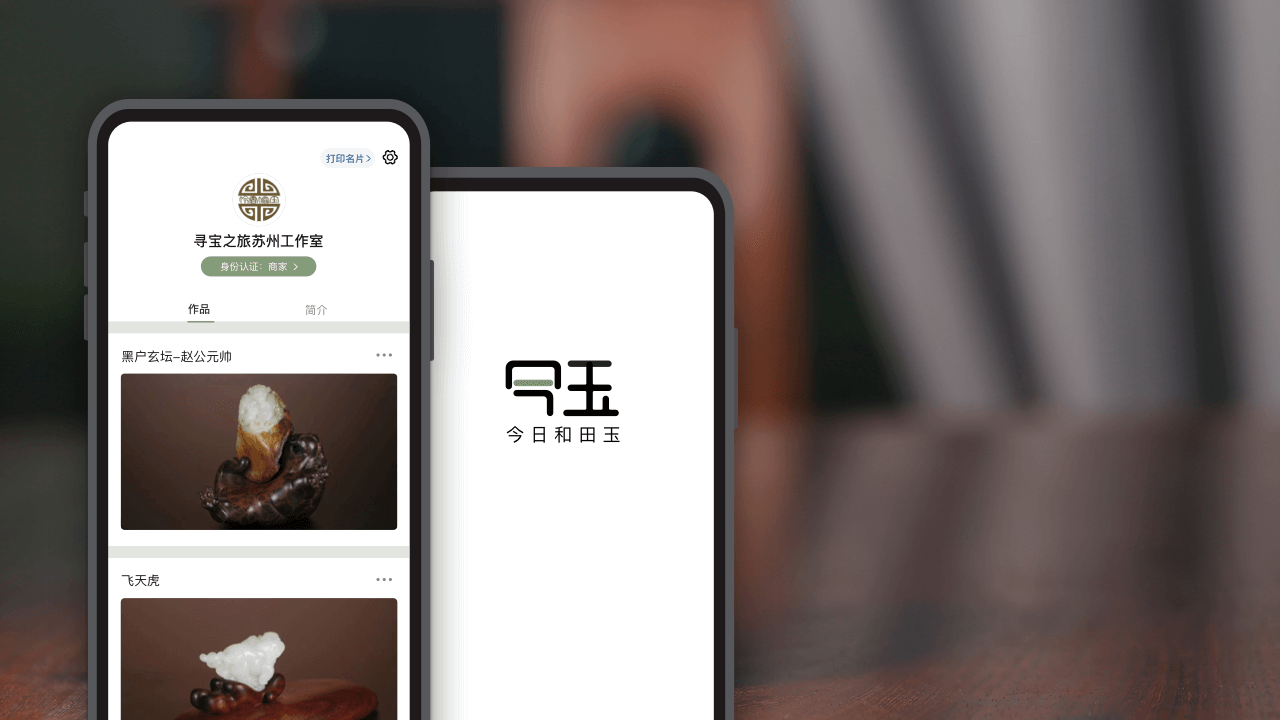 打印名片>
寻宝之旅苏州工作室
身份认证：商家 >
作品 简介
黑户玄坛-赵公元帅
飞天虎
今玉
今日和田玉